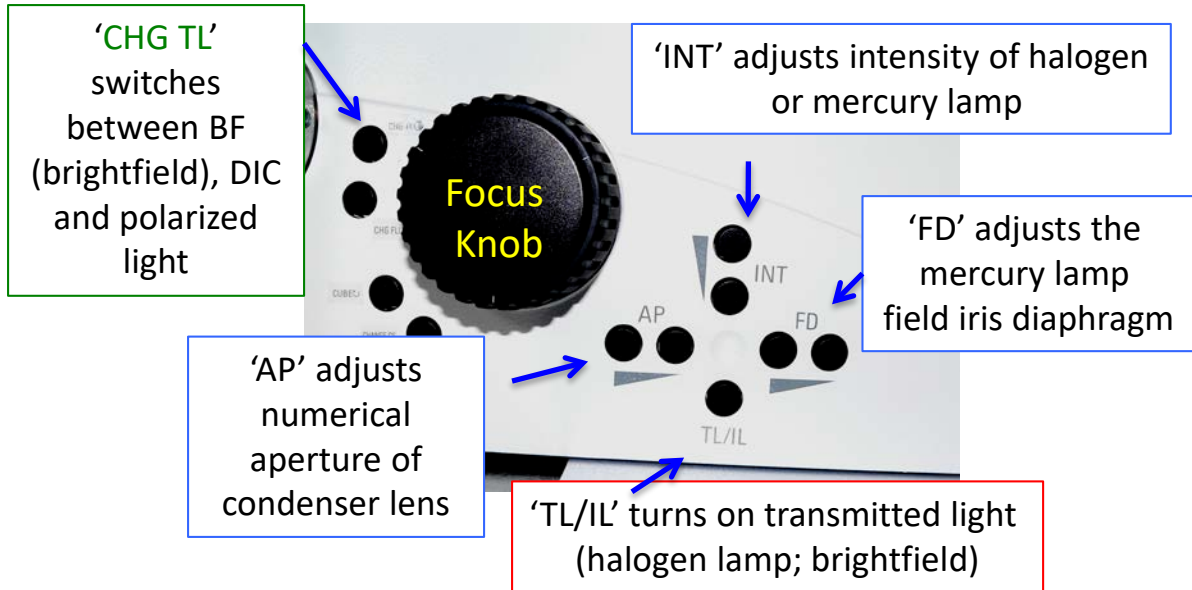 ‘CHG TL’
switches
between BF
(brightfield), DIC
and polarized
light
‘INT’ adjusts intensity of halogen
or mercury lamp
Focus
Knob
‘FD’ adjusts the
mercury lamp
field iris diaphragm
INT
AP
FD
TL/IL
‘AP’ adjusts
numerical
aperture of
condenser lens
‘TL/IL’ turns on transmitted light
(halogen lamp; brightfield)